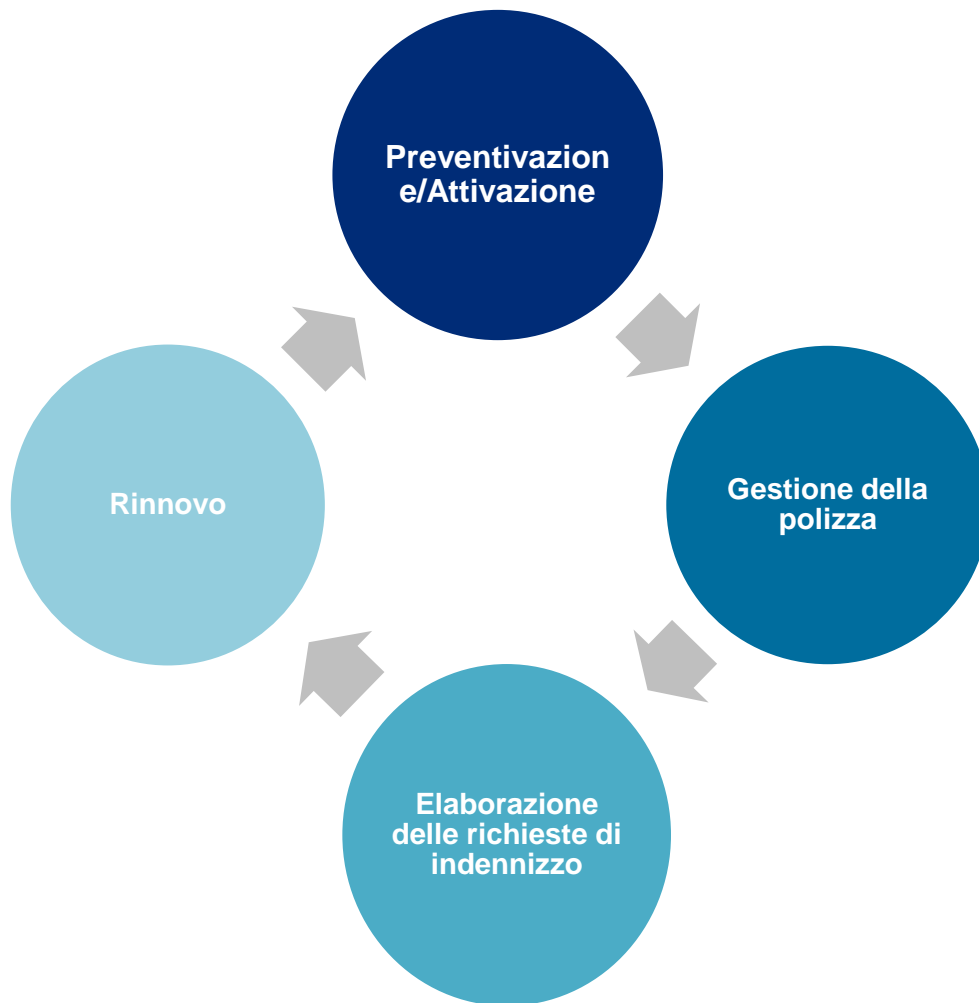 Preventivazion
e/Attivazione
Gestione della
polizza
Elaborazione
delle richieste di
indennizzo
Rinnovo